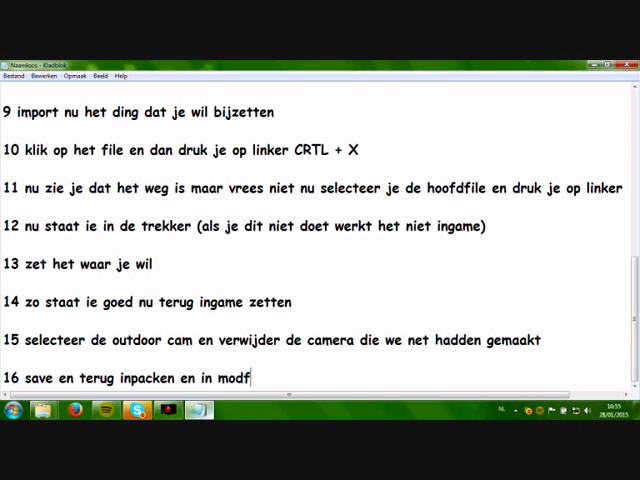 Naamloos - Kladblok
Bestand Bewerken Opmaak Beeld Help
9 import nu het ding dat je wil bijzetten
10 klik op het file en dan druk je op linker CRTL + X
11 nu zie je dat het weg is maar vrees niet nu selecteer je de hoofdfile en druk je op linker
12 nu staat ie in de trekker (als je dit niet doet werkt het niet ingame)
13 zet het waar je wil
14 zo staat ie goed nu terug ingame zetten
15 selecteer de outdoor cam en verwijder de camera die we net hadden gemaakt
16 save en terug inpacken en in modf
NL
16:55
28/01/2015